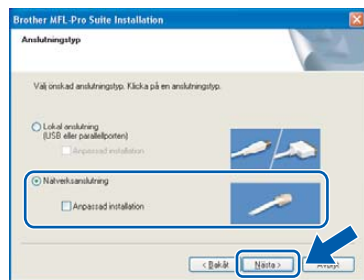 Brother MFL-Pro Suite Installation
Anslutningstyp
Välj önskad anslutningstyp. Klicka på en anslutningstyp.
Lokal anslutning
(USB eller parallellporten)
Anpassad installation
Nätverksanslutning
Anpassad installation
< Bakåt
Nästa >
Avbryt